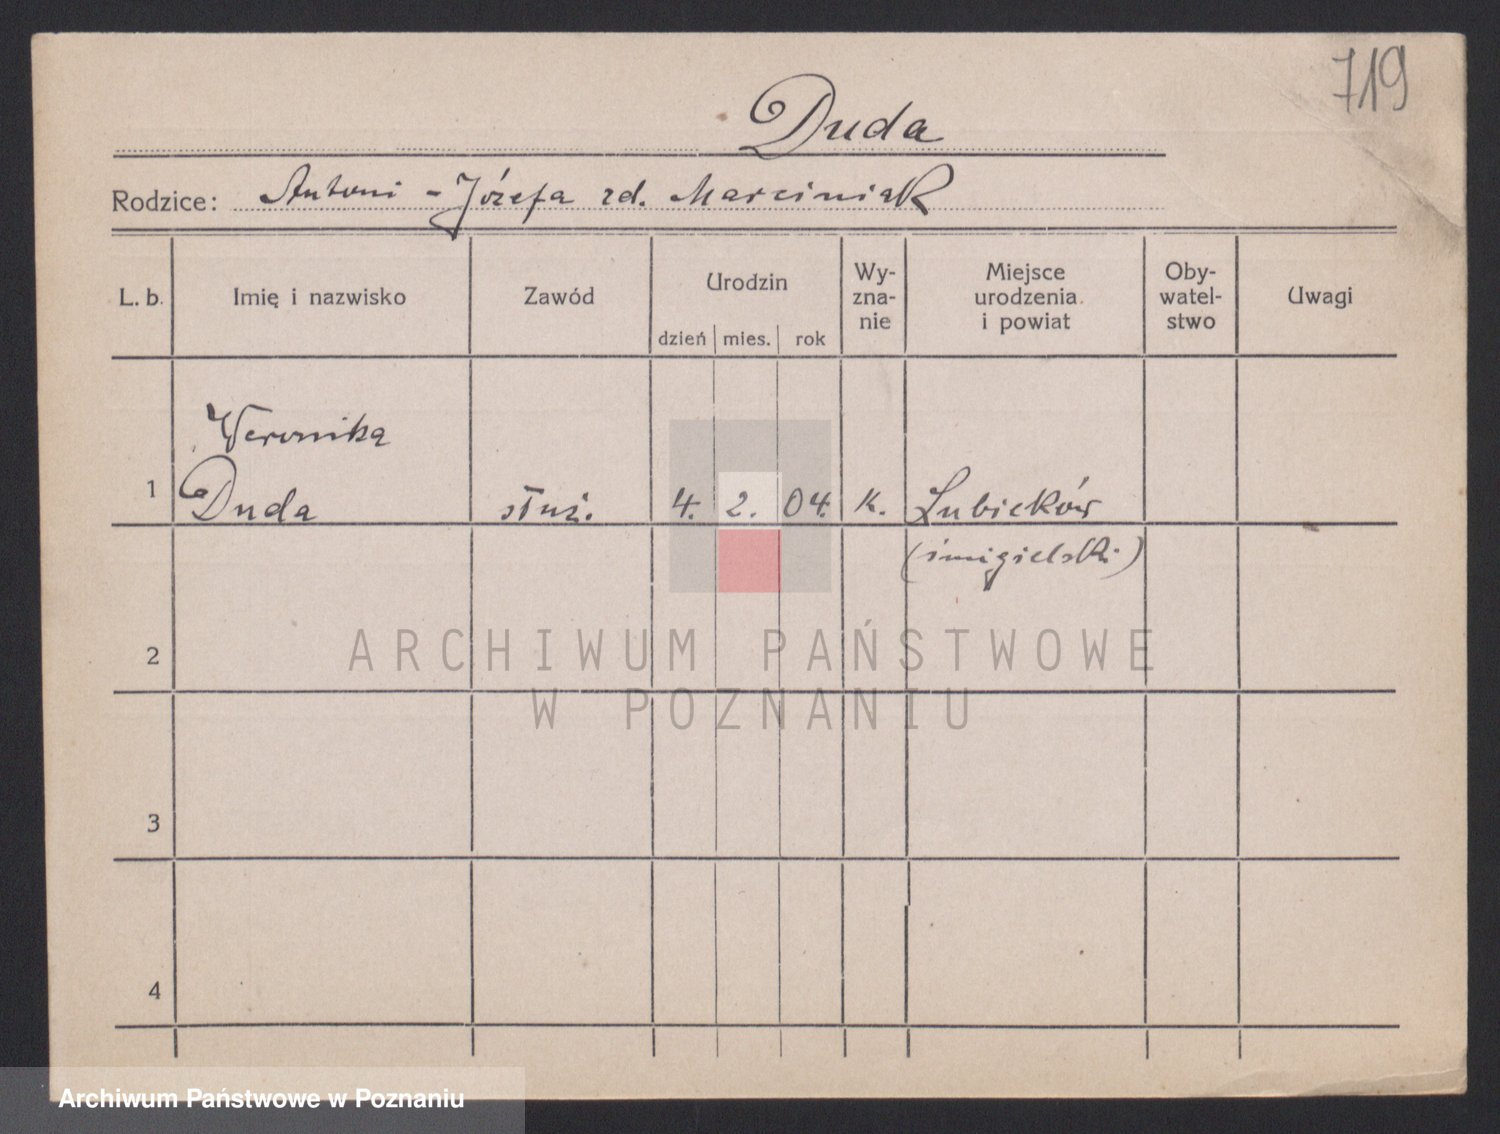 719
Duda
Rodzice: Antoni - Józefa zd. Marciniak
L. b.
Imię i nazwisko
Zawód
Urodzin
dzień
mies.
rok
Wy-
zna-
nie
Miejsce
urodzenia
i powiat
Oby-
watel-
stwo
Uwagi
Weronika
1 Duda służ. 4. 2. 04. k.
(śmigielski)
2
3
4
ARCHIWUM PAŃSTWOWE
W POZNANIU
Archiwum Państwowe w Poznaniu